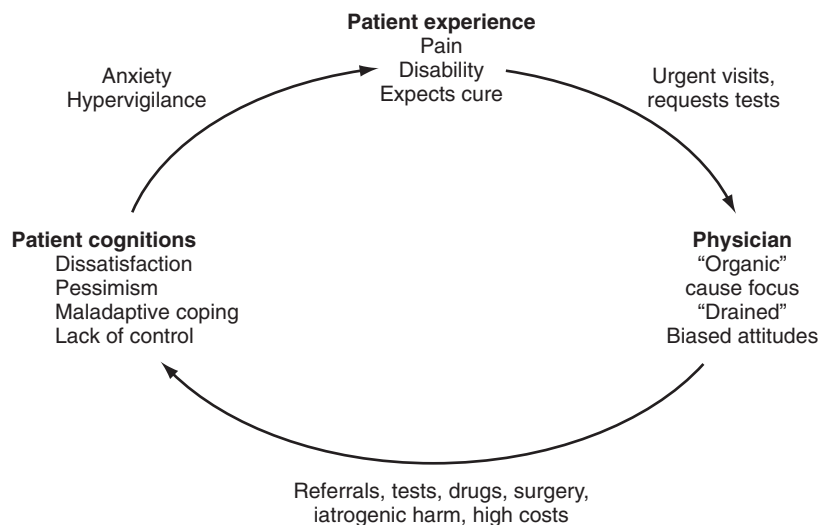 Patient experience
Pain
Disability
Expects cure
Anxiety
Hypervigilance
Urgent visits,
requests tests
Patient cognitions
Dissatisfaction
Pessimism
Maladaptive coping
Lack of control
Physician
“Organic”
cause focus
“Drained”
Biased attitudes
Referrals, tests, drugs, surgery,
iatrogenic harm, high costs